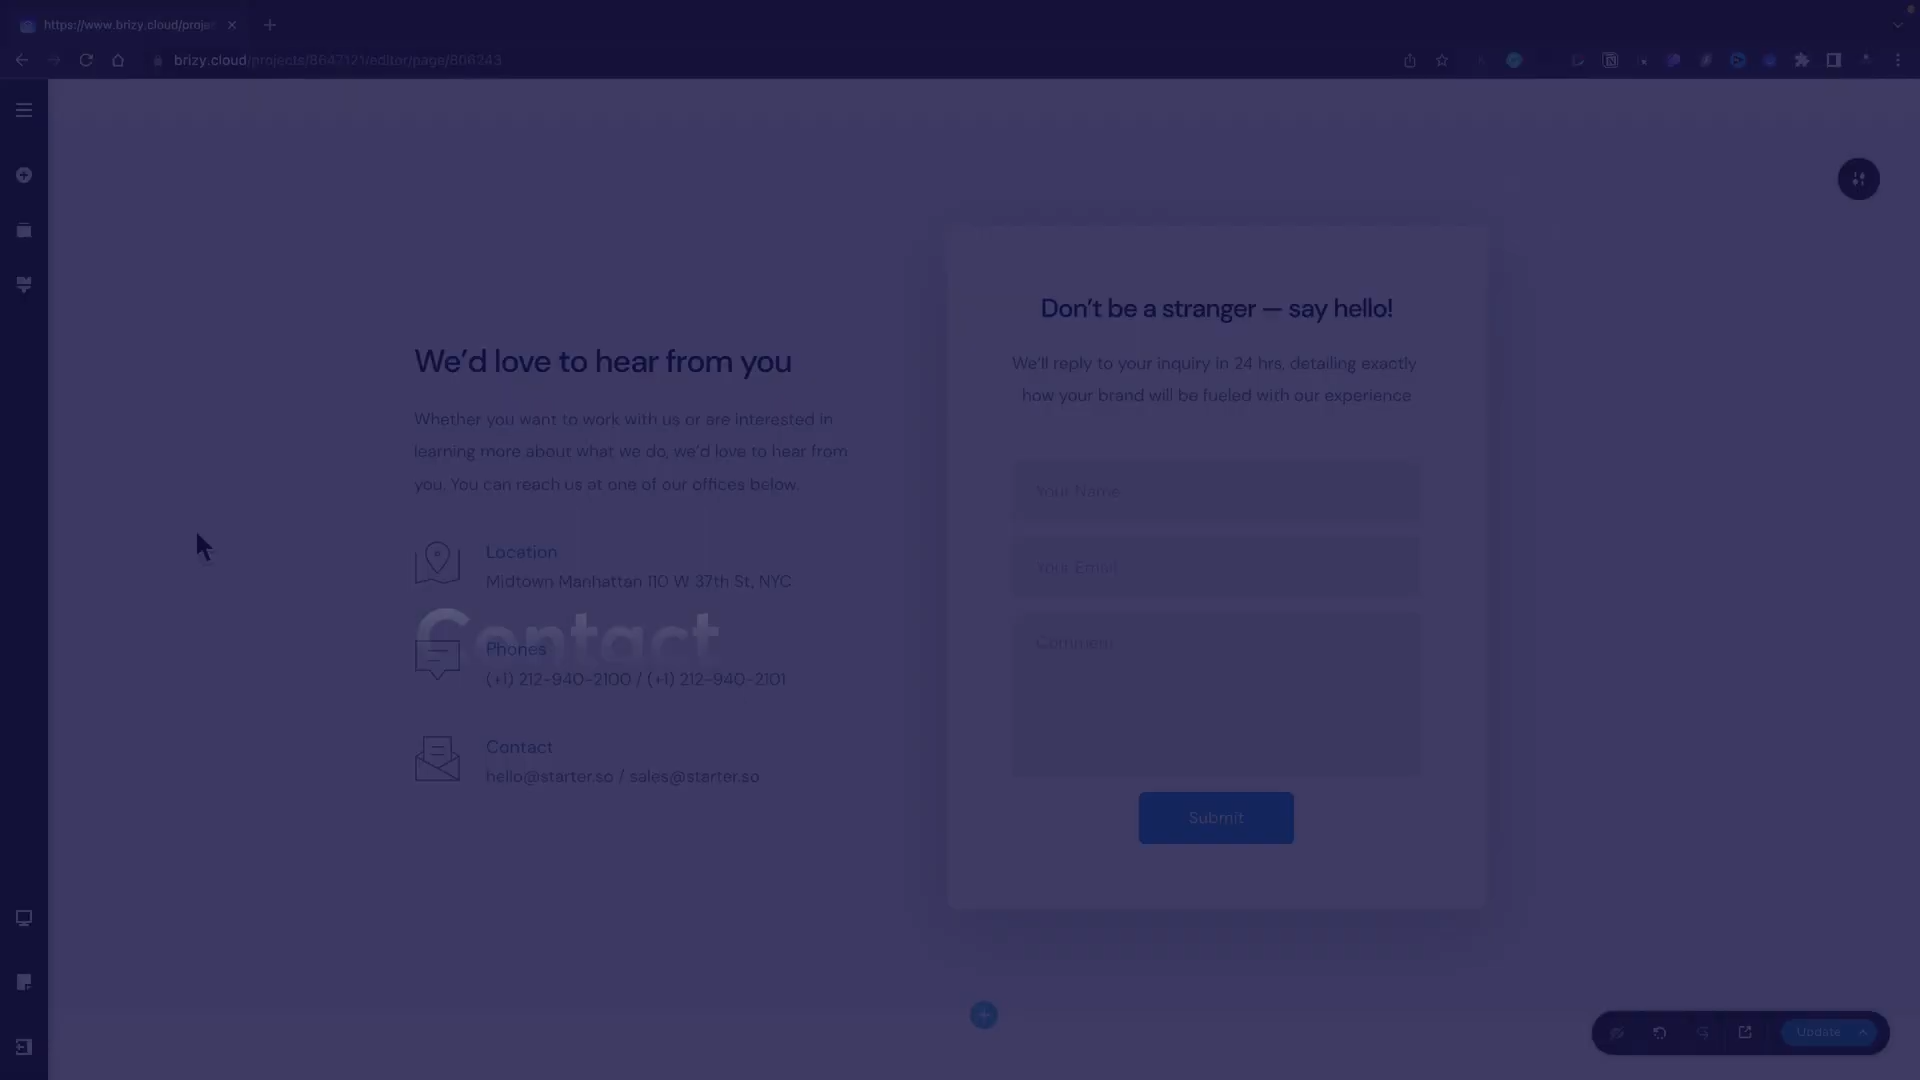 https://www.brizy.cloud/proje
brizy.cloud/projects/8647121/editor/page/806243
We’d love to hear from you
Whether you want to work with us or are interested in
learning more about what we do, we’d love to hear from
you. You can reach us at one of our offices below.
Location
Midtown Manhattan 110 W 37th St, NYC
Contact
Phones
(+1) 212-940-2100 / (+1) 212-940-2101
Contact
hello@starter.so / sales@starter.so
Don’t be a stranger — say hello!
We’ll reply to your inquiry in 24 hrs, detailing exactly
how your brand will be fueled with our experience
Your Name
Your Email
Comment
Submit
Update